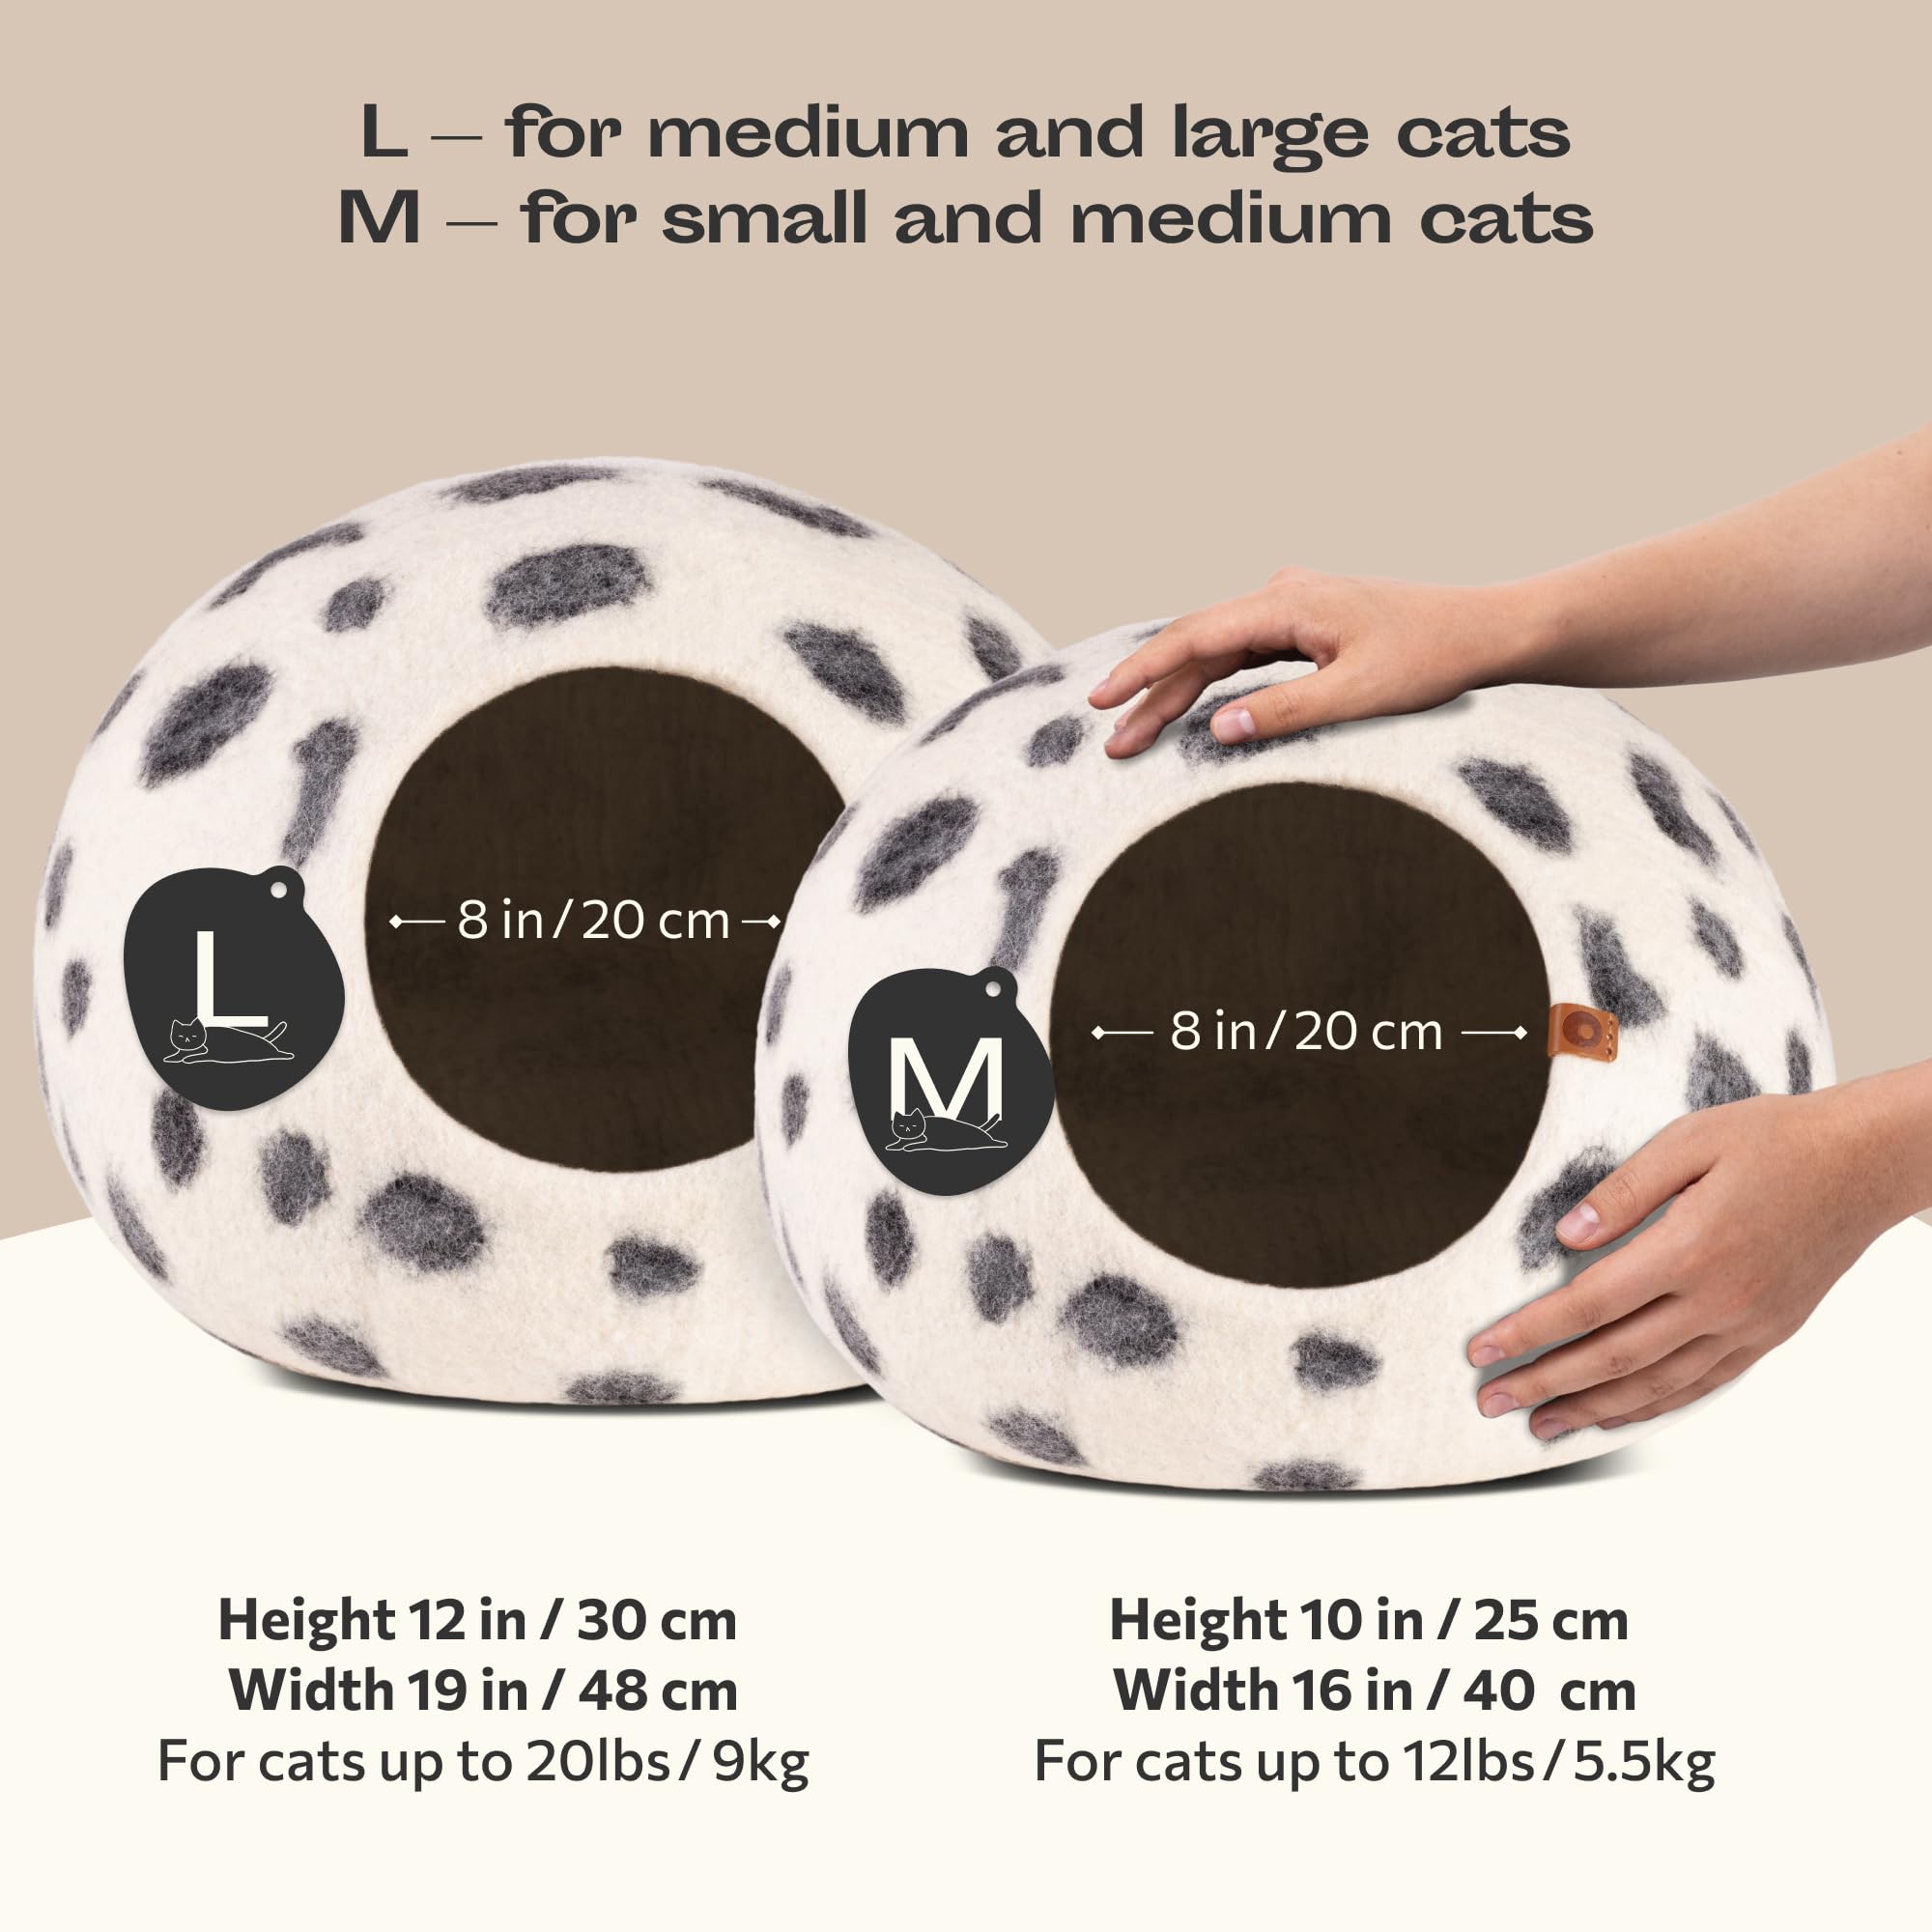 L – for medium and large cats
M – for small and medium cats
8 in / 20 cm
L
8 in / 20 cm
M
Height 12 in / 30 cm
Width 19 in / 48 cm
For cats up to 20lbs / 9kg
Height 10 in / 25 cm
Width 16 in / 40 cm
For cats up to 12lbs / 5.5kg